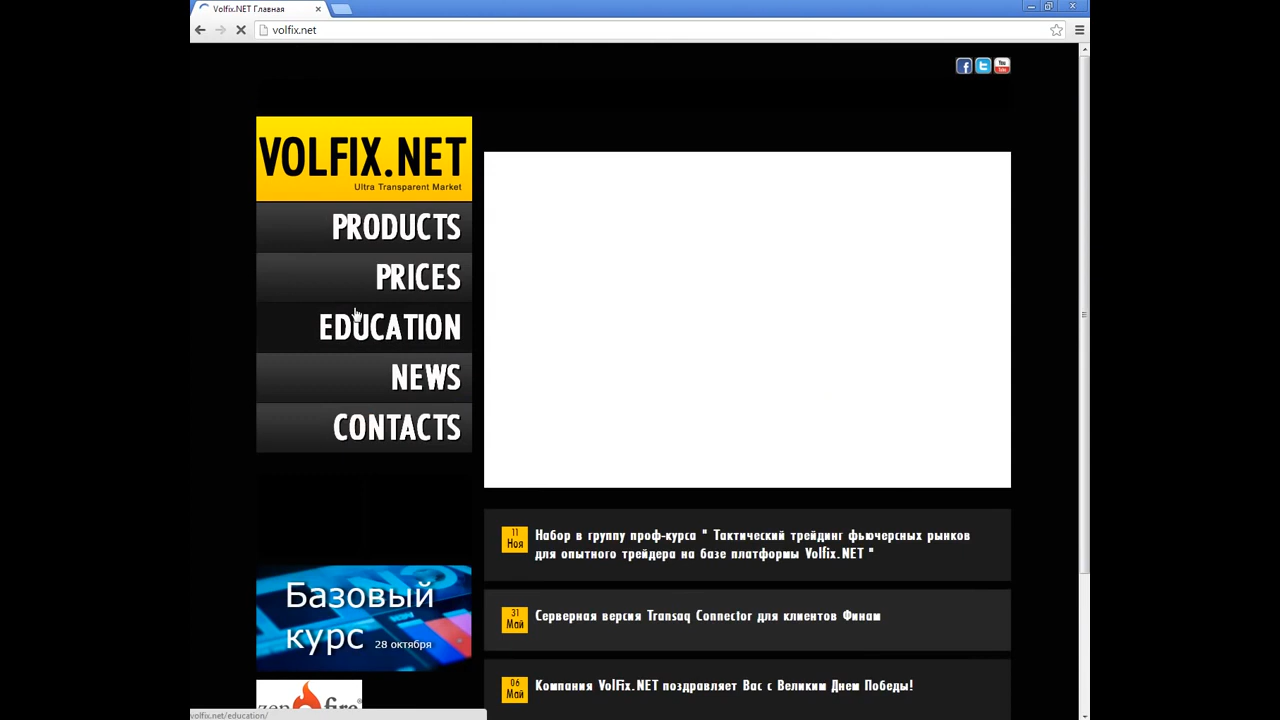 Volfix.NET Главная
volfix.net
VOLFIX.NET
Ultra Transparent Market
PRODUCTS
PRICES
EDUCATION
NEWS
CONTACTS
11
Ноя
Набор в группу проф-курса " Тактический трейдинг фьючерсных рынков
для опытного трейдера на базе платформы Volfix.NET "
31
Май
Серверная версия Transaq Connector для клиентов Финам
06
Май
Компания VolFix.NET поздравляет Вас с Великим Днем Победы!
Базовый
курс 28 октября
zenfire
volfix.net/education/